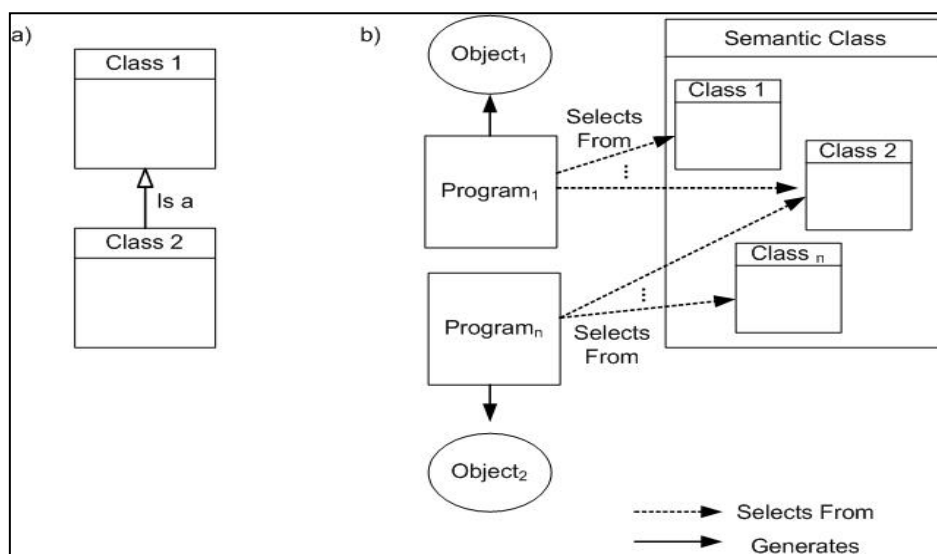 a)
Class 1
Is a
Class 2
b)
Object1
Semantic Class
Class 1
Selects
From
...
Class 2
Program1
Class n
...
Programn
Selects
From
Object2
Selects From
Generates